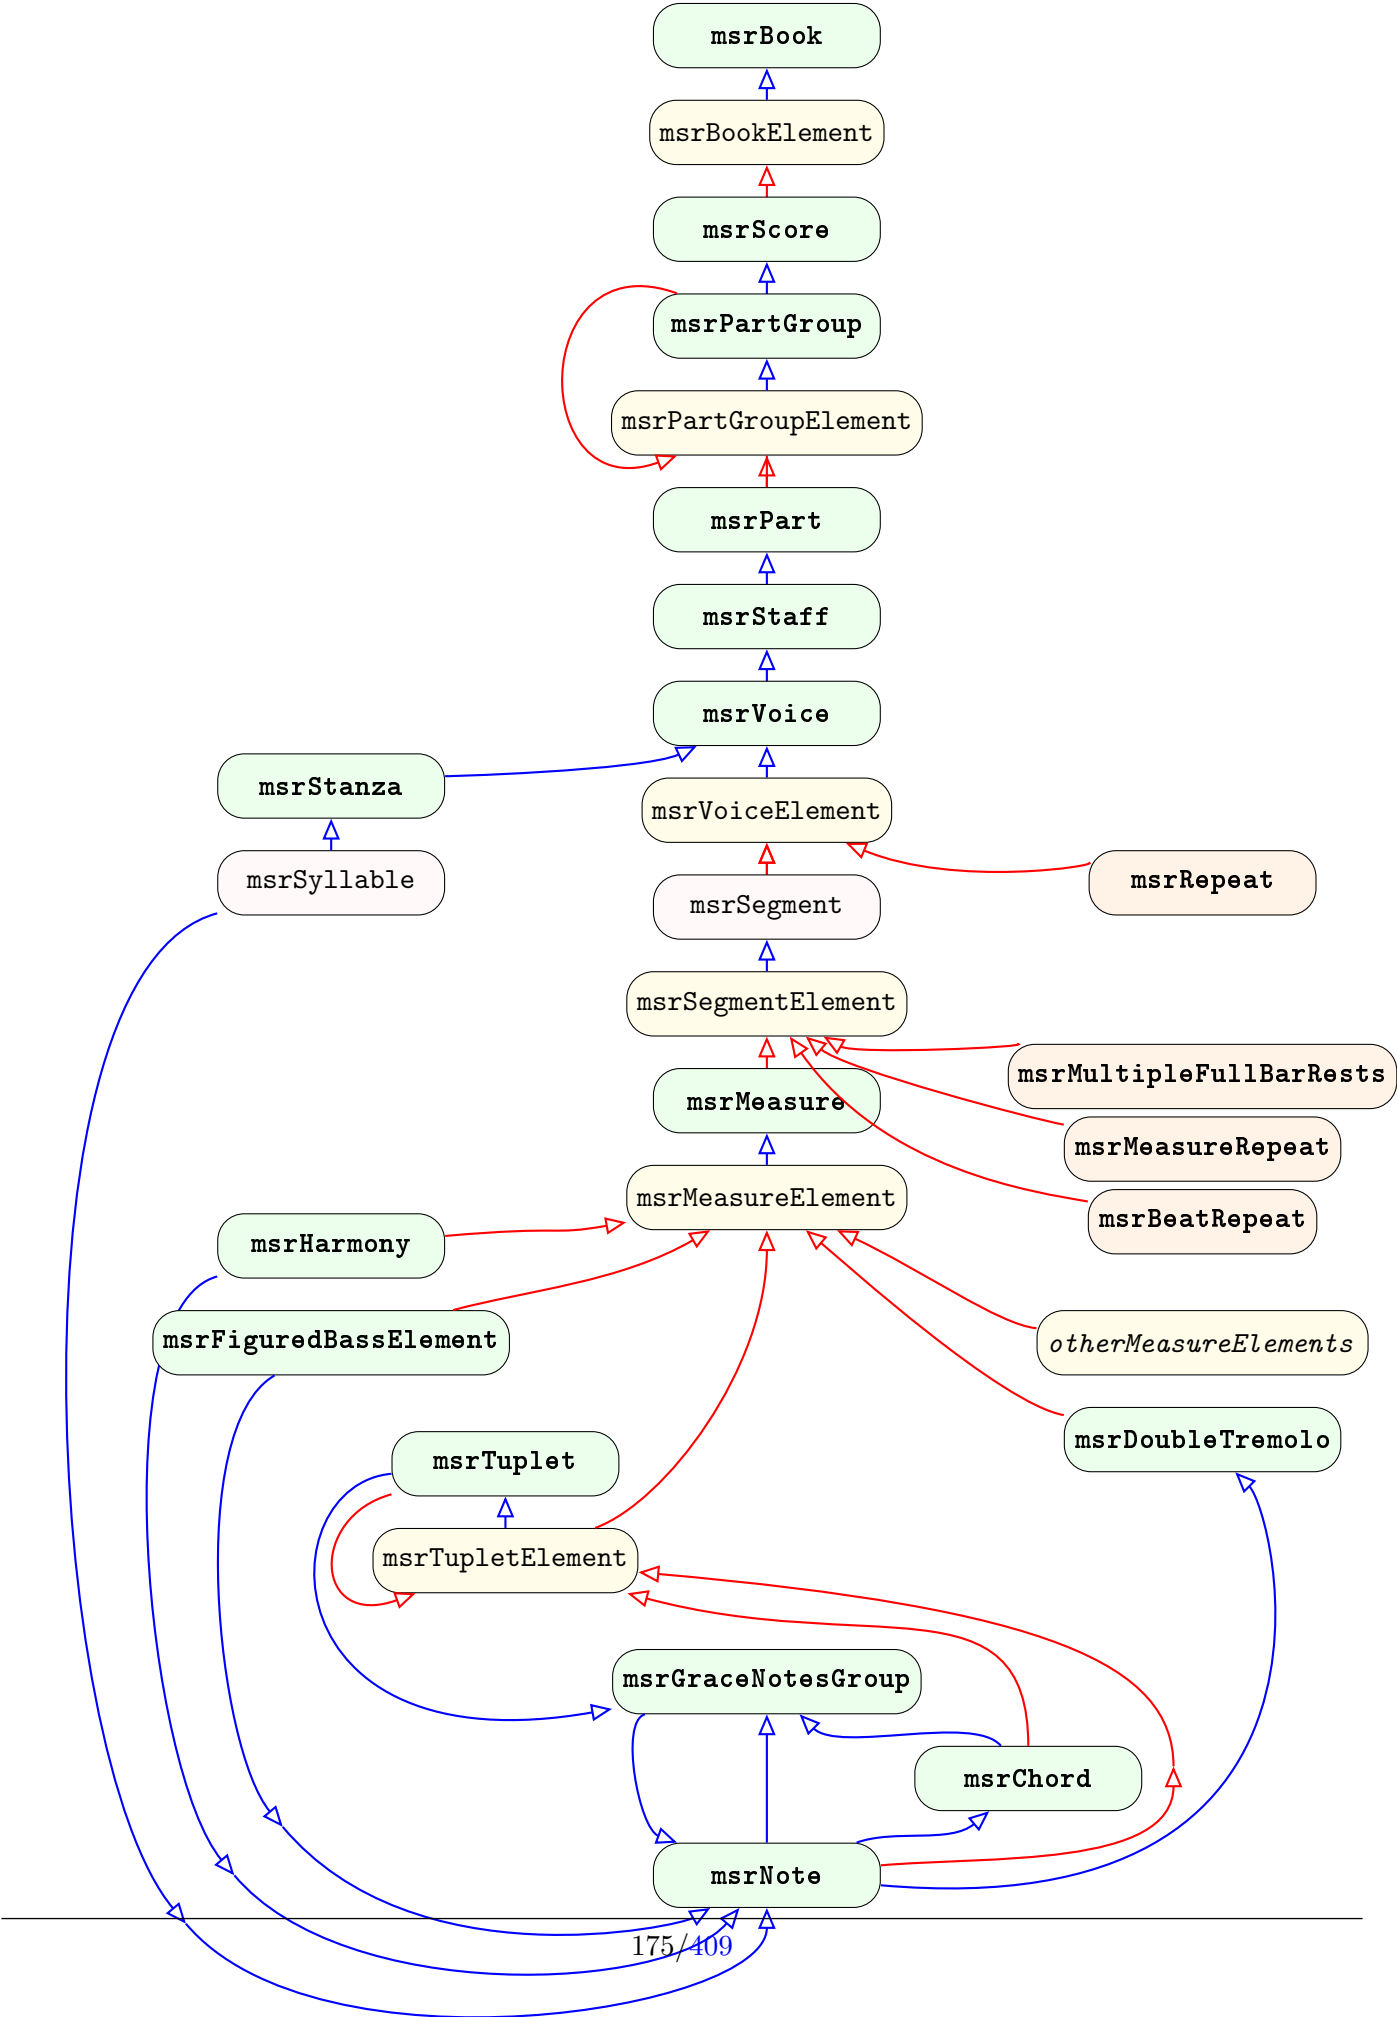 msrBook
msrBookElement
msrScore
msrPartGroup
msrPartGroupElement
msrPart
msrStaff
msrVoice
msrStanza
msrVoiceElement
msrSyllable
msrRepeat
msrSegment
msrSegmentElement
msrMultipleFullBarRests
msrMeasure
msrMeasureRepeat
msrMeasureElement
msrBeatRepeat
msrHarmony
msrFiguredBassElement
otherMeasureElements
msrDoubleTremolo
msrTuplet
msrTupletElement
msrGraceNotesGroup
msrChord
msrNote
175/409